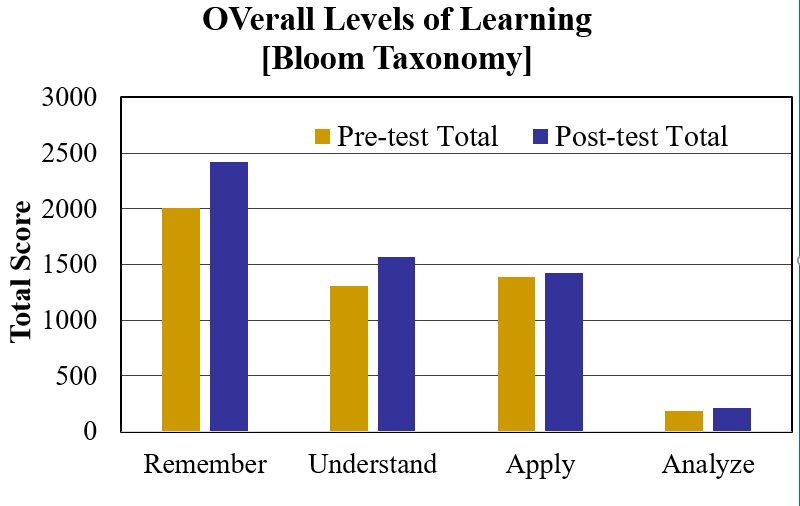 OVerall Levels of Learning
[Bloom Taxonomy]
3000
Pre-test Total
Post-test Total
2500
2000
1500
1000
500
0
Total Score
Remember
Understand
Apply
Analyze